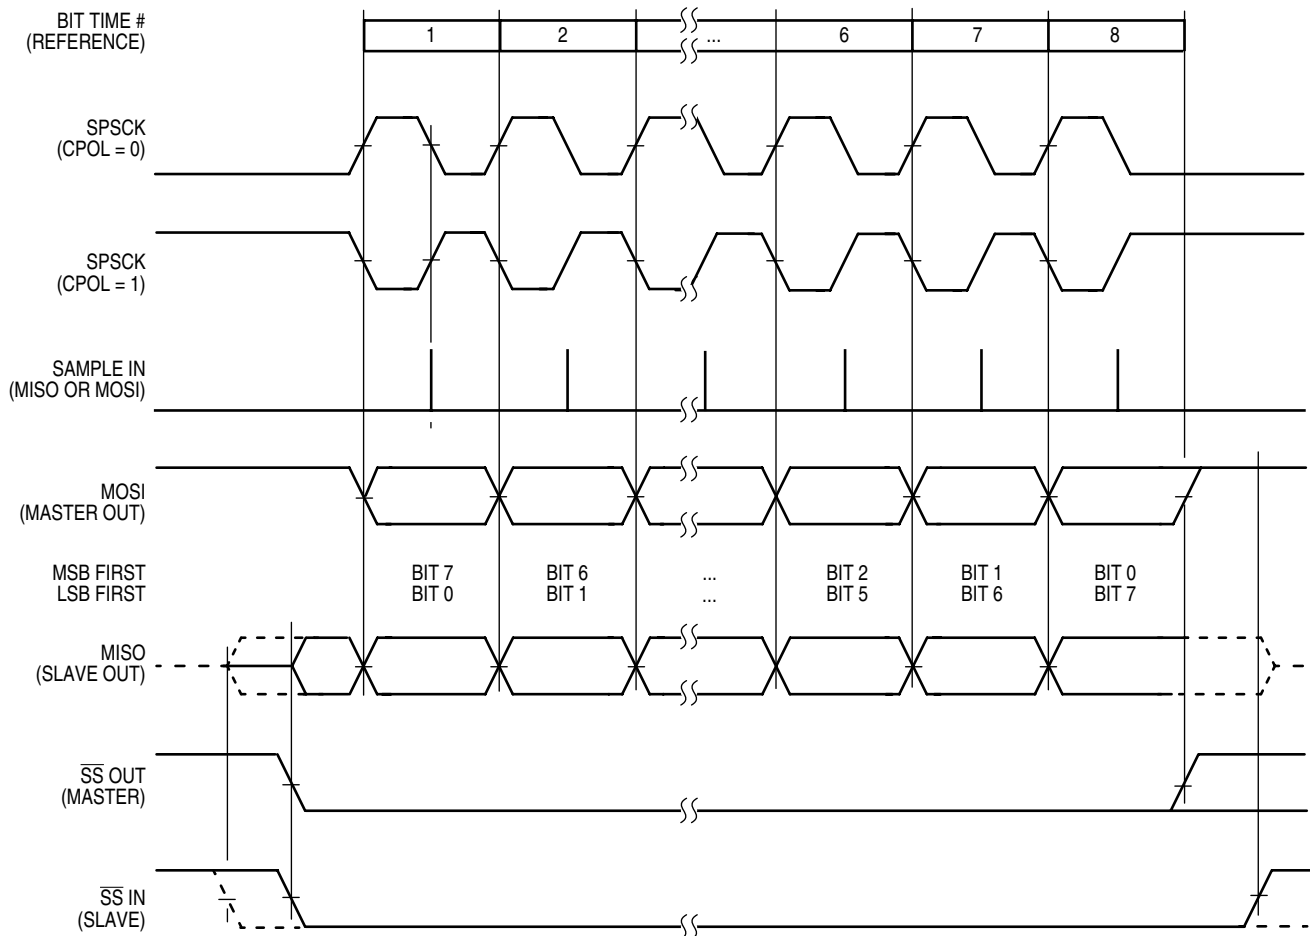 BIT TIME #
(REFERENCE)
1 2 ... 6 7 8
SPSCK
(CPOL = 0)
SPSCK
(CPOL = 1)
SAMPLE IN
(MISO OR MOSI)
MOSI
(MASTER OUT)
MSB FIRST BIT 7 BIT 6 ... BIT 2 BIT 1 BIT 0
LSB FIRST BIT 0 BIT 1 ... BIT 5 BIT 6 BIT 7
MISO
(SLAVE OUT)
S̅S̅ OUT
(MASTER)
S̅S̅ IN
(SLAVE)